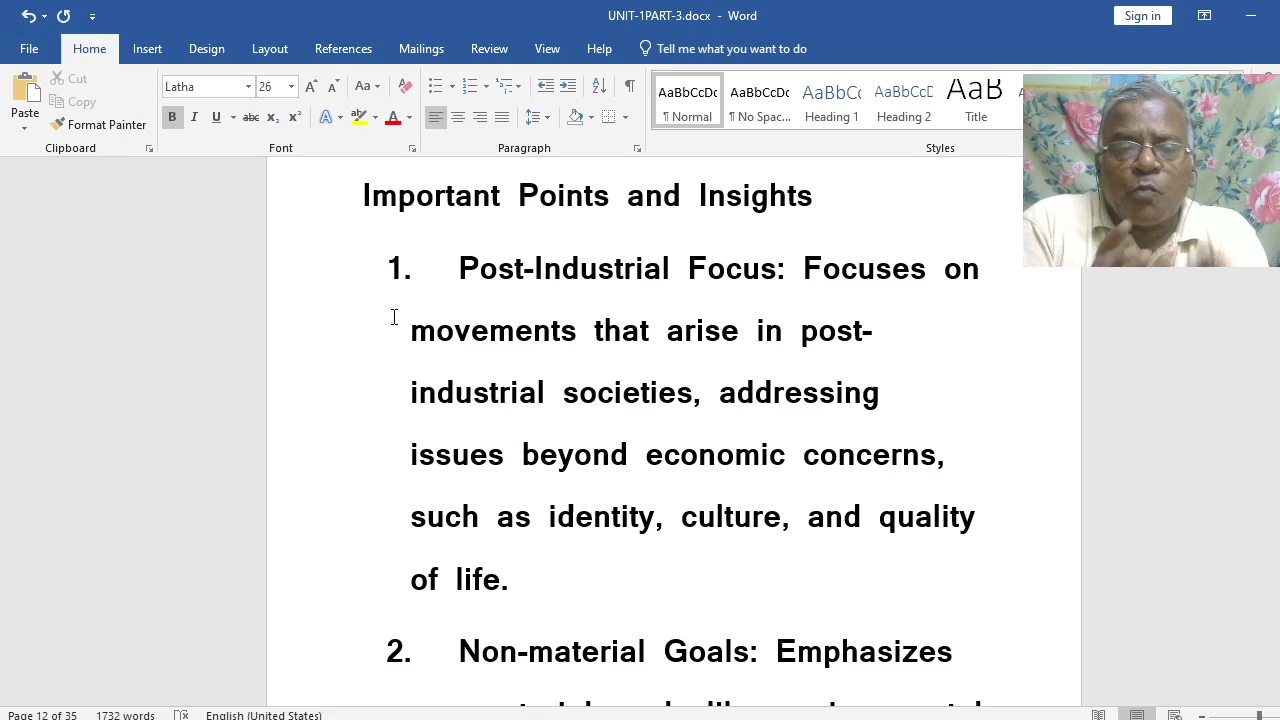 UNIT-1PART-3.docx - Word
Sign in
File Home Insert Design Layout References Mailings Review View Help Tell me what you want to do
Paste
Cut
Copy
Format Painter
Clipboard
Latha 26
Font
Paragraph
AaBbCcDc AaBbCcDc AaBbCc AaBbCcD AaB
¶ Normal ¶ No Spac... Heading 1 Heading 2 Title
Styles
Important Points and Insights
1. Post-Industrial Focus: Focuses on
movements that arise in post-
industrial societies, addressing
issues beyond economic concerns,
such as identity, culture, and quality
of life.
2. Non-material Goals: Emphasizes
Page 12 of 35 1732 words English (United States)